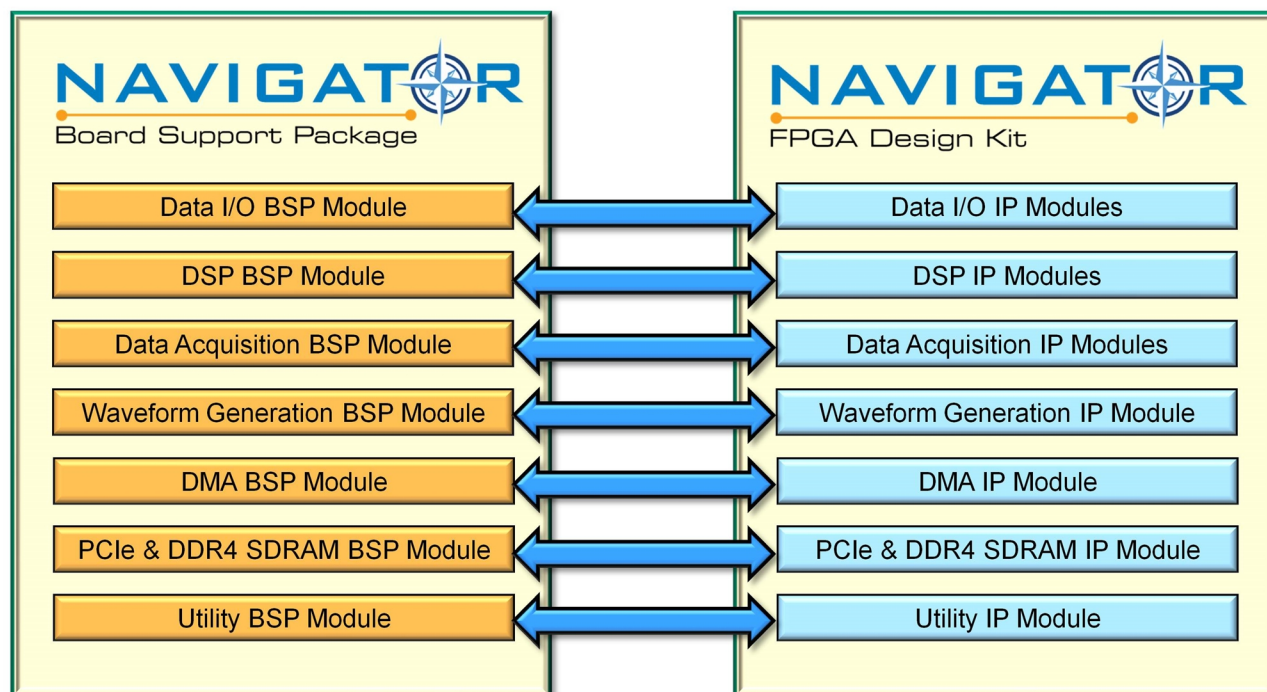 NAVIGATOR
Board Support Package
Data I/O BSP Module
DSP BSP Module
Data Acquisition BSP Module
Waveform Generation BSP Module
DMA BSP Module
PCIe & DDR4 SDRAM BSP Module
Utility BSP Module
NAVIGATOR
FPGA Design Kit
Data I/O IP Modules
DSP IP Modules
Data Acquisition IP Modules
Waveform Generation IP Module
DMA IP Module
PCIe & DDR4 SDRAM IP Module
Utility IP Module